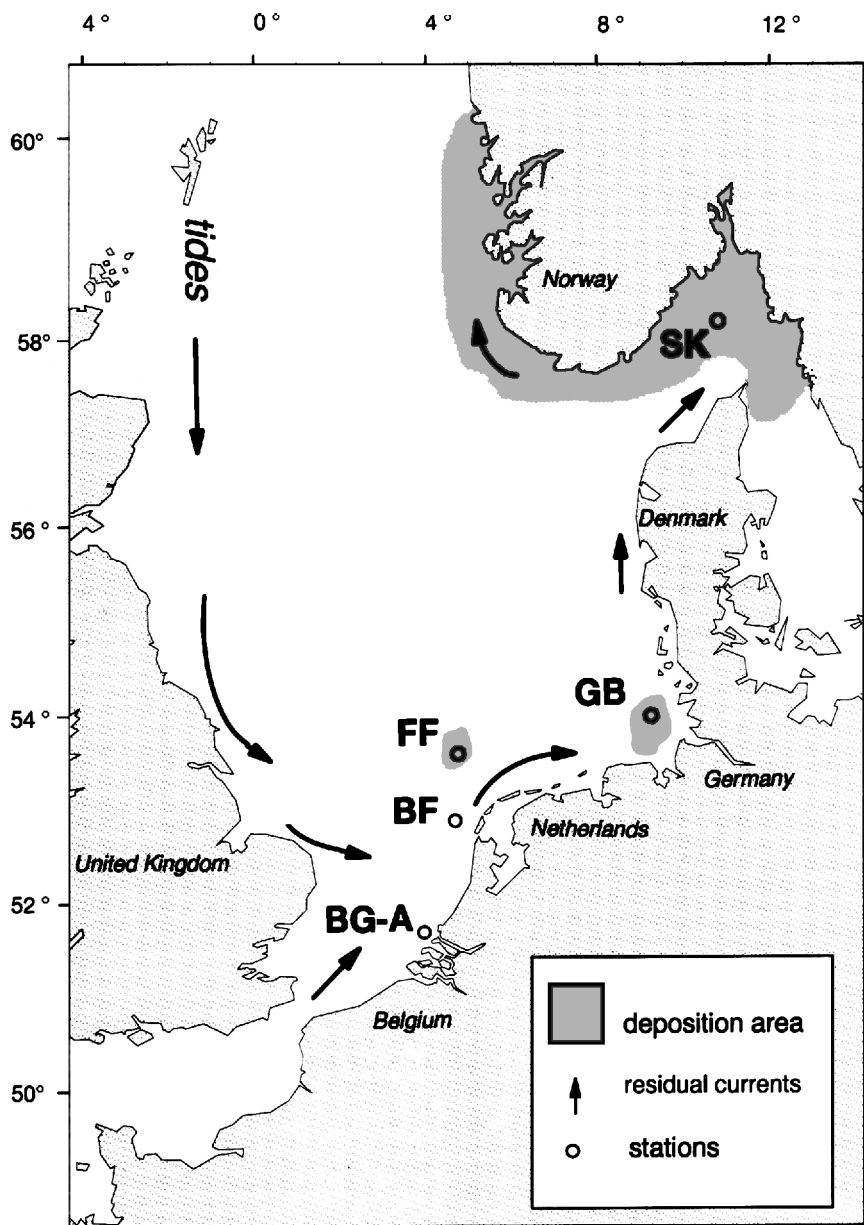 4° 0° 4° 8° 12°
60°
tides
Norway
58°
SK
56°
Denmark
GB
54°
FF
Germany
BF
Netherlands
United Kingdom
52°
BG-A
deposition area
Belgium
residual currents
50°
stations